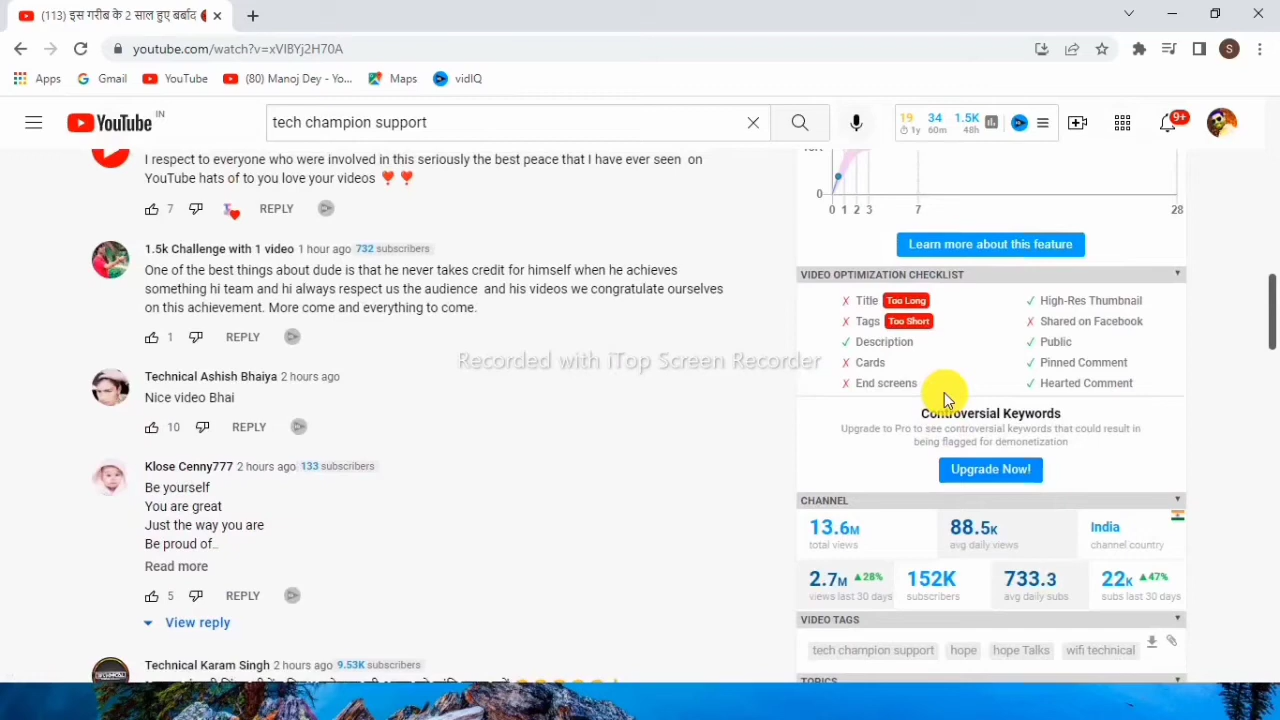 (113) इस गरीब के 2 साल हुए बर्बाद
youtube.com/watch?v=xVIBYj2H70A
S
Apps Gmail YouTube (80) Manoj Dey - Yo... Maps vidIQ
YouTube IN
tech champion support
19 34 1.5K
1y 60m 48h
9+
I respect to everyone who were involved in this seriously the best peace that I have ever seen on
YouTube hats of to you love your videos ❣️ ❣️
7 REPLY
1.5k Challenge with 1 video 1 hour ago 732 subscribers
One of the best things about dude is that he never takes credit for himself when he achieves
something hi team and hi always respect us the audience and his videos we congratulate ourselves
on this achievement. More come and everything to come.
1 REPLY
Technical Ashish Bhaiya 2 hours ago
Nice video Bhai
10 REPLY
Klose Cenny777 2 hours ago 133 subscribers
Be yourself
You are great
Just the way you are
Be proud of…
Read more
5 REPLY
View reply
Technical Karam Singh 2 hours ago 9.53K subscribers
Recorded with iTop Screen Recorder
0
0 1 2 3 7 28
Learn more about this feature
VIDEO OPTIMIZATION CHECKLIST
✗ Title Too Long ✓ High-Res Thumbnail
✗ Tags Too Short ✗ Shared on Facebook
✓ Description ✓ Public
✗ Cards ✓ Pinned Comment
✗ End screens ✓ Hearted Comment
Controversial Keywords
Upgrade to Pro to see controversial keywords that could result in
being flagged for demonetization
Upgrade Now!
CHANNEL
13.6M 88.5K India
total views avg daily views channel country
2.7M ▲28% 152K 733.3 22K ▲47%
views last 30 days subscribers avg daily subs subs last 30 days
VIDEO TAGS
tech champion support hope hope Talks wifi technical
TOPICS